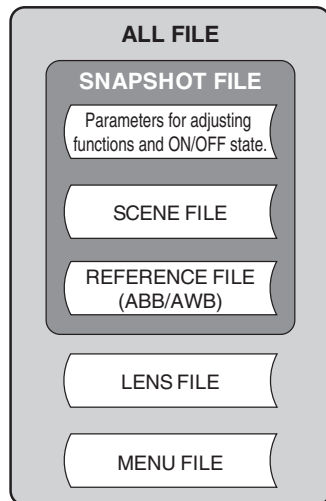 ALL FILE
SNAPSHOT FILE
Parameters for adjusting
functions and ON/OFF state.
SCENE FILE
REFERENCE FILE
(ABB/AWB)
LENS FILE
MENU FILE